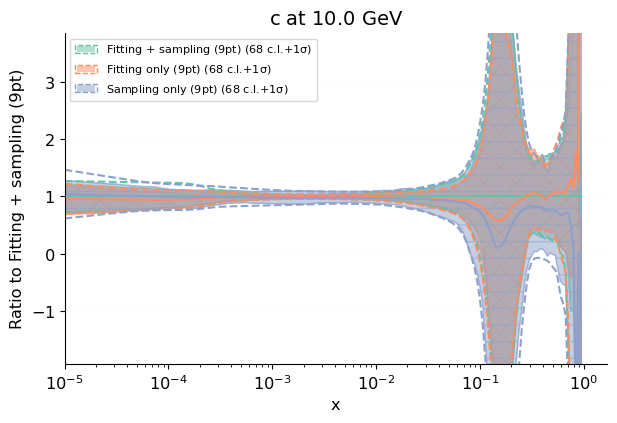 c at 10.0 GeV
Fitting + sampling (9pt) (68 c.l.+1σ)
Fitting only (9pt) (68 c.l.+1σ)
Sampling only (9pt) (68 c.l.+1σ)
Ratio to Fitting + sampling (9pt)
3
2
1
0
−1
10⁻⁵ 10⁻⁴ 10⁻³ 10⁻² 10⁻¹ 10⁰
x